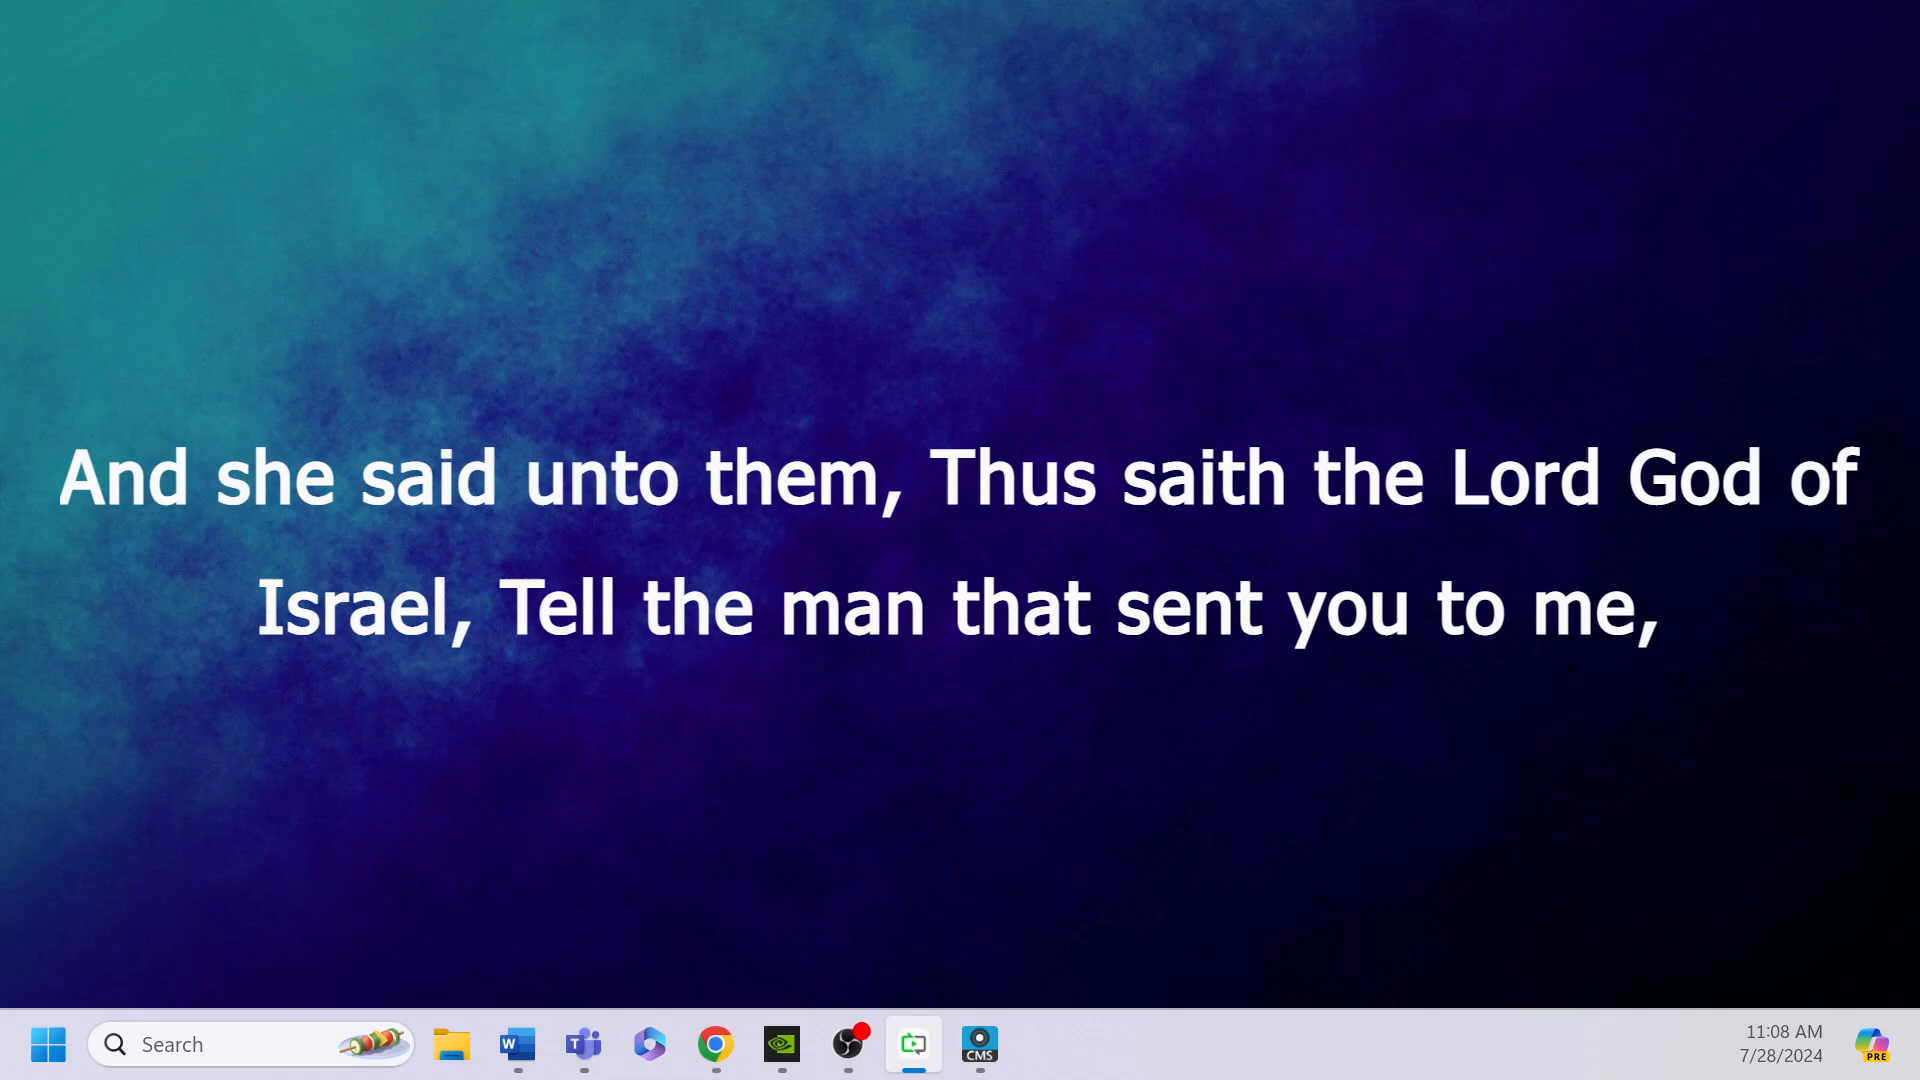 And she said unto them, Thus saith the Lord God of
Israel, Tell the man that sent you to me,
Search
W
T
CMS
11:08 AM
7/28/2024
PRE